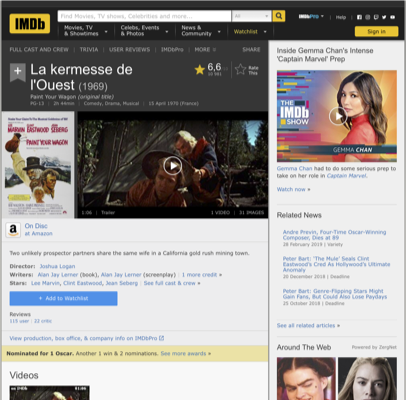 IMDb
Find Movies, TV shows, Celebrities and more...
All
Movies, TV & Showtimes
Celebs, Events & Photos
News & Community
Watchlist
IMDbPro
Help
Sign in
FULL CAST AND CREW | TRIVIA | USER REVIEWS | IMDbPro | MORE
SHARE
La kermesse de l'Ouest (1969)
Paint Your Wagon (original title)
PG-13 | 2h 44min | Comedy, Drama, Musical | 15 April 1970 (France)
6,6
Rate This
MARVIN EASTWOOD SEBERG
PAINT YOUR WAGON
2:06 | Trailer
1 VIDEO | 31 IMAGES
On Disc
at Amazon
Two unlikely prospector partners share the same wife in a California gold rush mining town.
Director: Joshua Logan
Writers: Alan Jay Lerner (book), Alan Jay Lerner (screenplay) | 1 more credit »
Stars: Lee Marvin, Clint Eastwood, Jean Seberg | See full cast & crew »
+ Add to Watchlist
Reviews
115 user | 22 critic
View production, box office, & company info on IMDbPro
Nominated for 1 Oscar. Another 1 win & 2 nominations. See more awards »
Videos
Inside Gemma Chan's Intense 'Captain Marvel' Prep
THE IMDb SHOW
GEMMA CHAN
Gemma Chan had to do some serious prep to take on her role in Captain Marvel.
Watch now »
Related News
Andre Previn, Four-Time Oscar-Winning Composer, Dies at 89
28 February 2019 | Variety
Peter Bart: 'The Mule' Seals Clint Eastwood's Cred As Hollywood's Ultimate Anomaly
20 December 2018 | Deadline
Peter Bart: Genre-Flipping Stars Might Gain Fans, But Could Also Lose Paydays
25 October 2018 | Deadline
See all related articles »
Around The Web
Powered by ZergNet